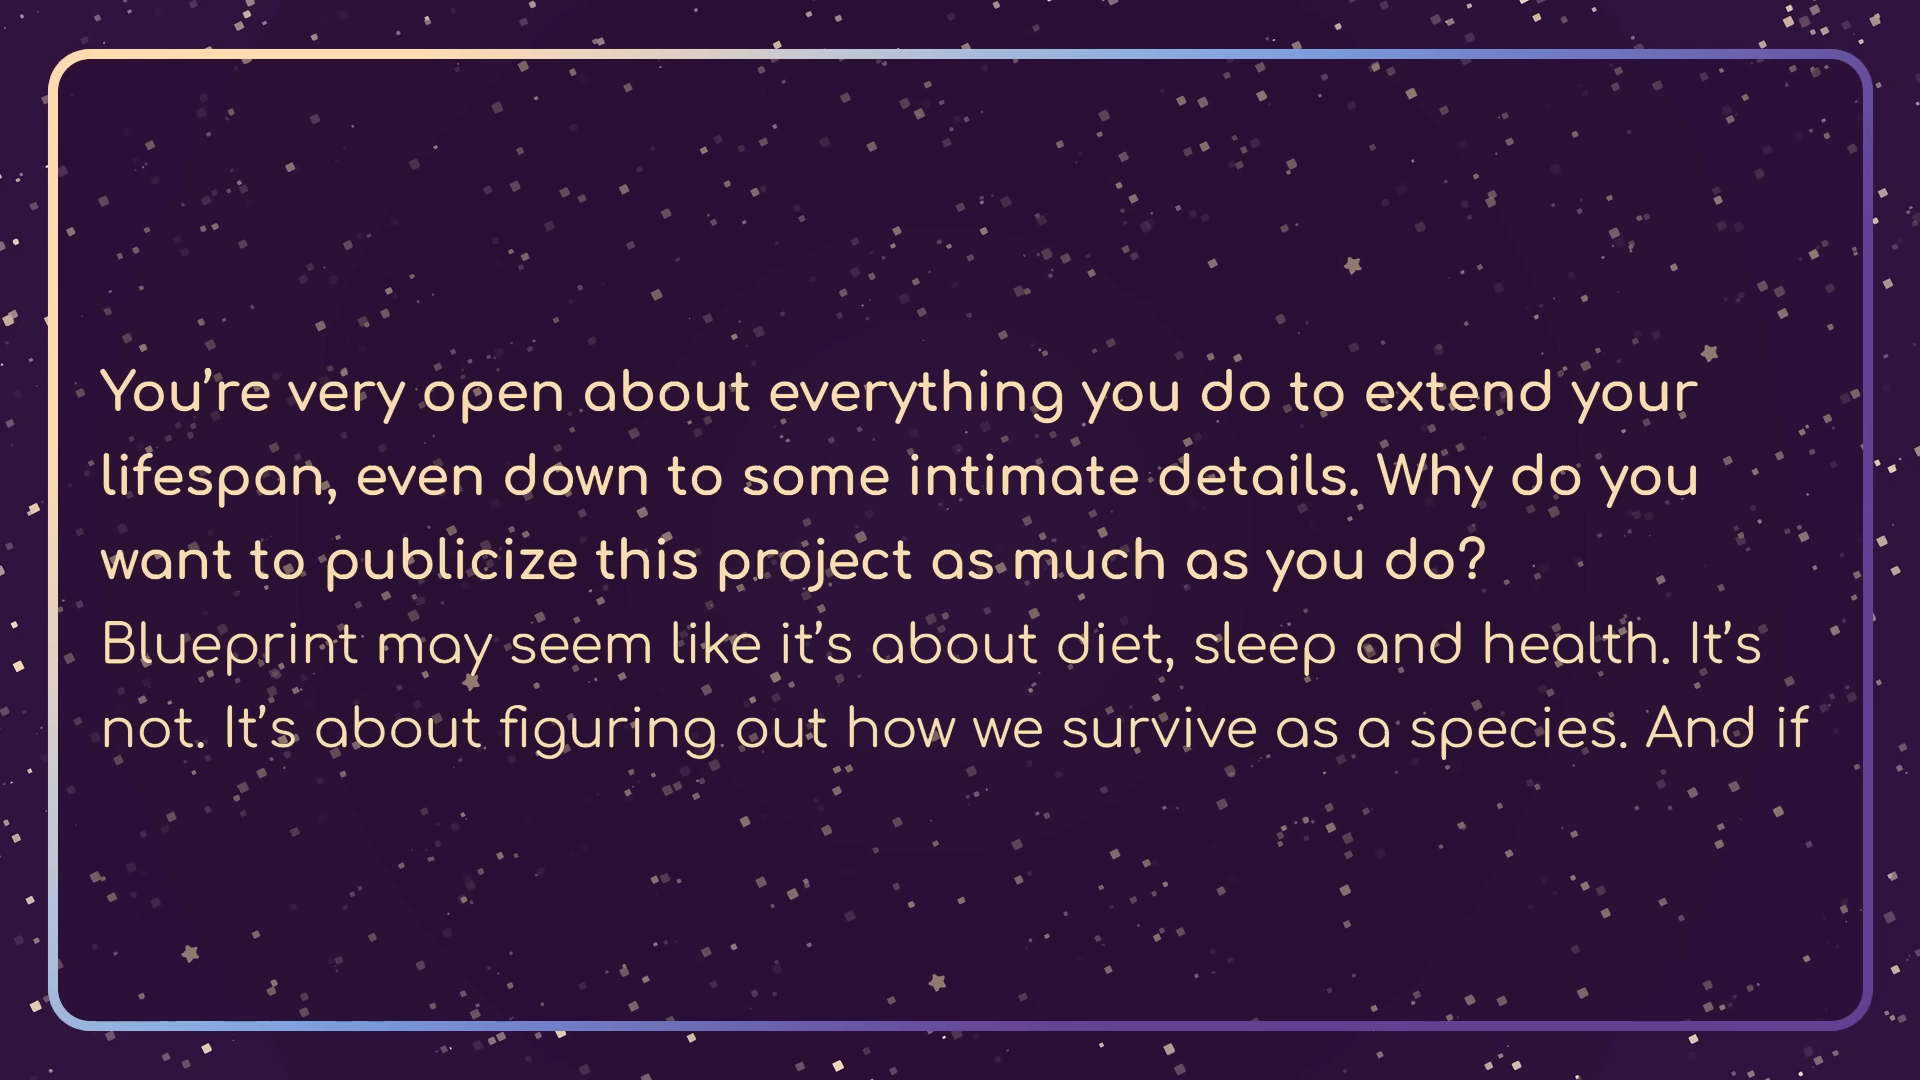 You’re very open about everything you do to extend your
lifespan, even down to some intimate details. Why do you
want to publicize this project as much as you do?
Blueprint may seem like it’s about diet, sleep and health. It’s
not. It’s about figuring out how we survive as a species. And if